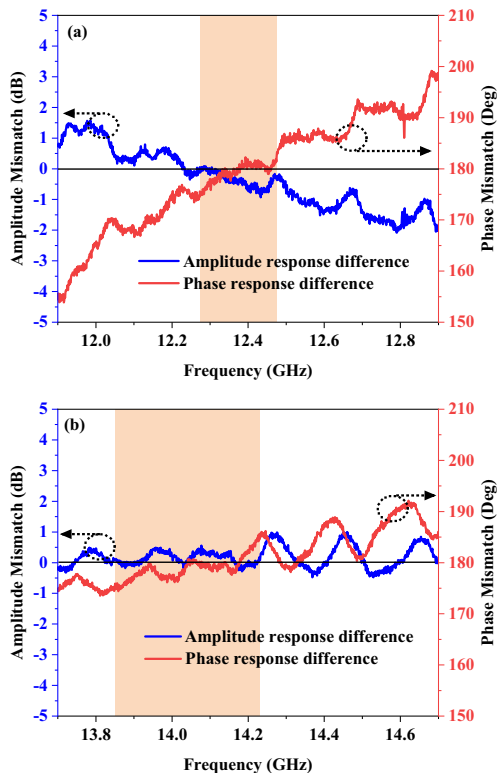 (a)
Amplitude Mismatch (dB)
5
4
3
2
1
0
-1
-2
-3
-4
-5
210
200
190
180
170
160
150
Phase Mismatch (Deg)
Amplitude response difference
Phase response difference
12.0 12.2 12.4 12.6 12.8
Frequency (GHz)
(b)
Amplitude Mismatch (dB)
5
4
3
2
1
0
-1
-2
-3
-4
-5
210
200
190
180
170
160
150
Phase Mismatch (Deg)
Amplitude response difference
Phase response difference
13.8 14.0 14.2 14.4 14.6
Frequency (GHz)